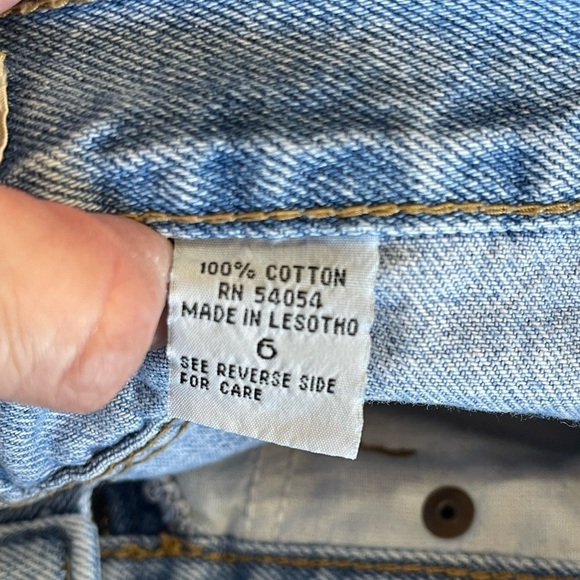 100% COTTON
RN 54054
MADE IN LESOTHO
6
SEE REVERSE SIDE
FOR CARE